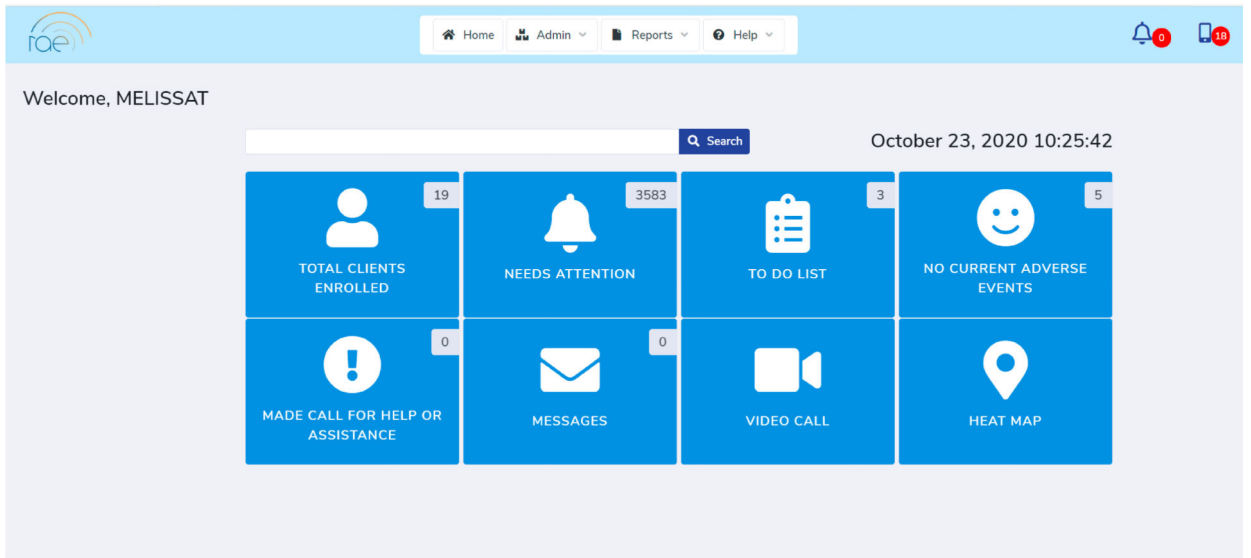 rae
Home Admin Reports Help
0 18
Welcome, MELISSAT
Search
October 23, 2020 10:25:42
19
TOTAL CLIENTS
ENROLLED
3583
NEEDS ATTENTION
3
TO DO LIST
5
NO CURRENT ADVERSE
EVENTS
0
MADE CALL FOR HELP OR
ASSISTANCE
0
MESSAGES
VIDEO CALL
HEAT MAP